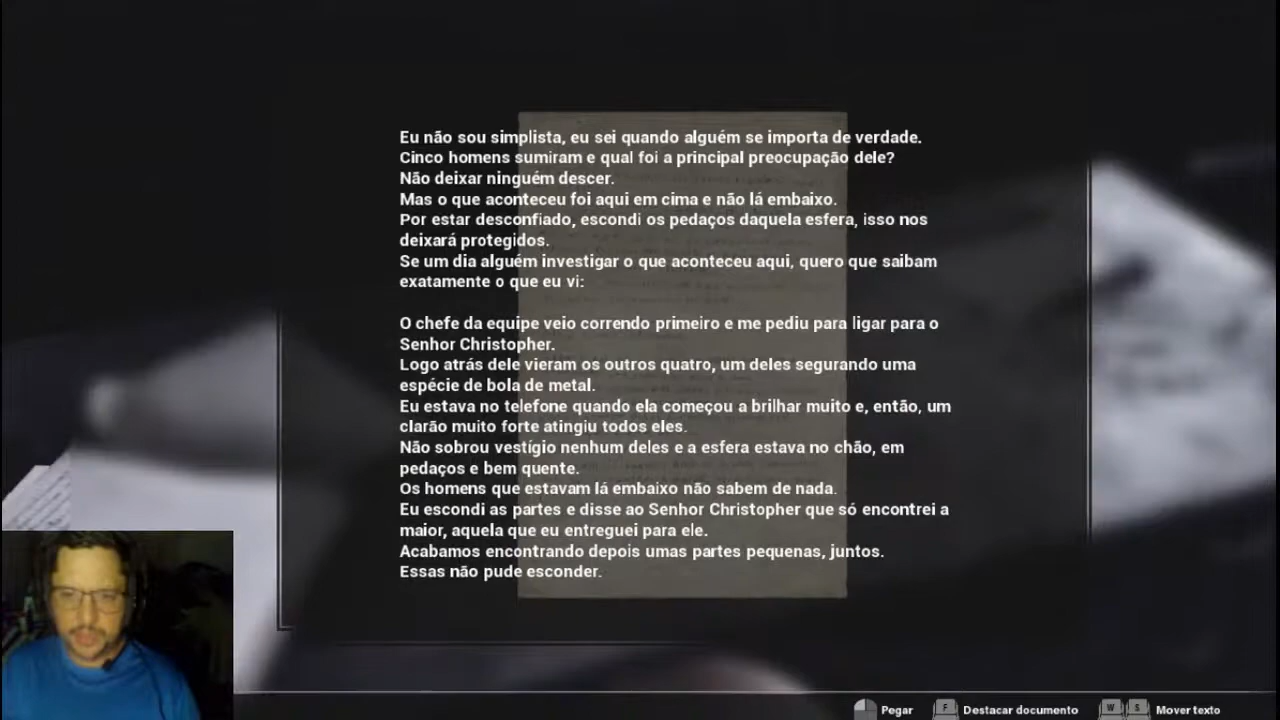 Eu não sou simplista, eu sei quando alguém se importa de verdade.
Cinco homens sumiram e qual foi a principal preocupação dele?
Não deixar ninguém descer.
Mas o que aconteceu foi aqui em cima e não lá embaixo.
Por estar desconfiado, escondi os pedaços daquela esfera, isso nos
deixará protegidos.
Se um dia alguém investigar o que aconteceu aqui, quero que saibam
exatamente o que eu vi:
O chefe da equipe veio correndo primeiro e me pediu para ligar para o
Senhor Christopher.
Logo atrás dele vieram os outros quatro, um deles segurando uma
espécie de bola de metal.
Eu estava no telefone quando ela começou a brilhar muito e, então, um
clarão muito forte atingiu todos eles.
Não sobrou vestígio nenhum deles e a esfera estava no chão, em
pedaços e bem quente.
Os homens que estavam lá embaixo não sabem de nada.
Eu escondi as partes e disse ao Senhor Christopher que só encontrei a
maior, aquela que eu entreguei para ele.
Acabamos encontrando depois umas partes pequenas, juntos.
Essas não pude esconder.
Pegar F Destacar documento W S Mover texto